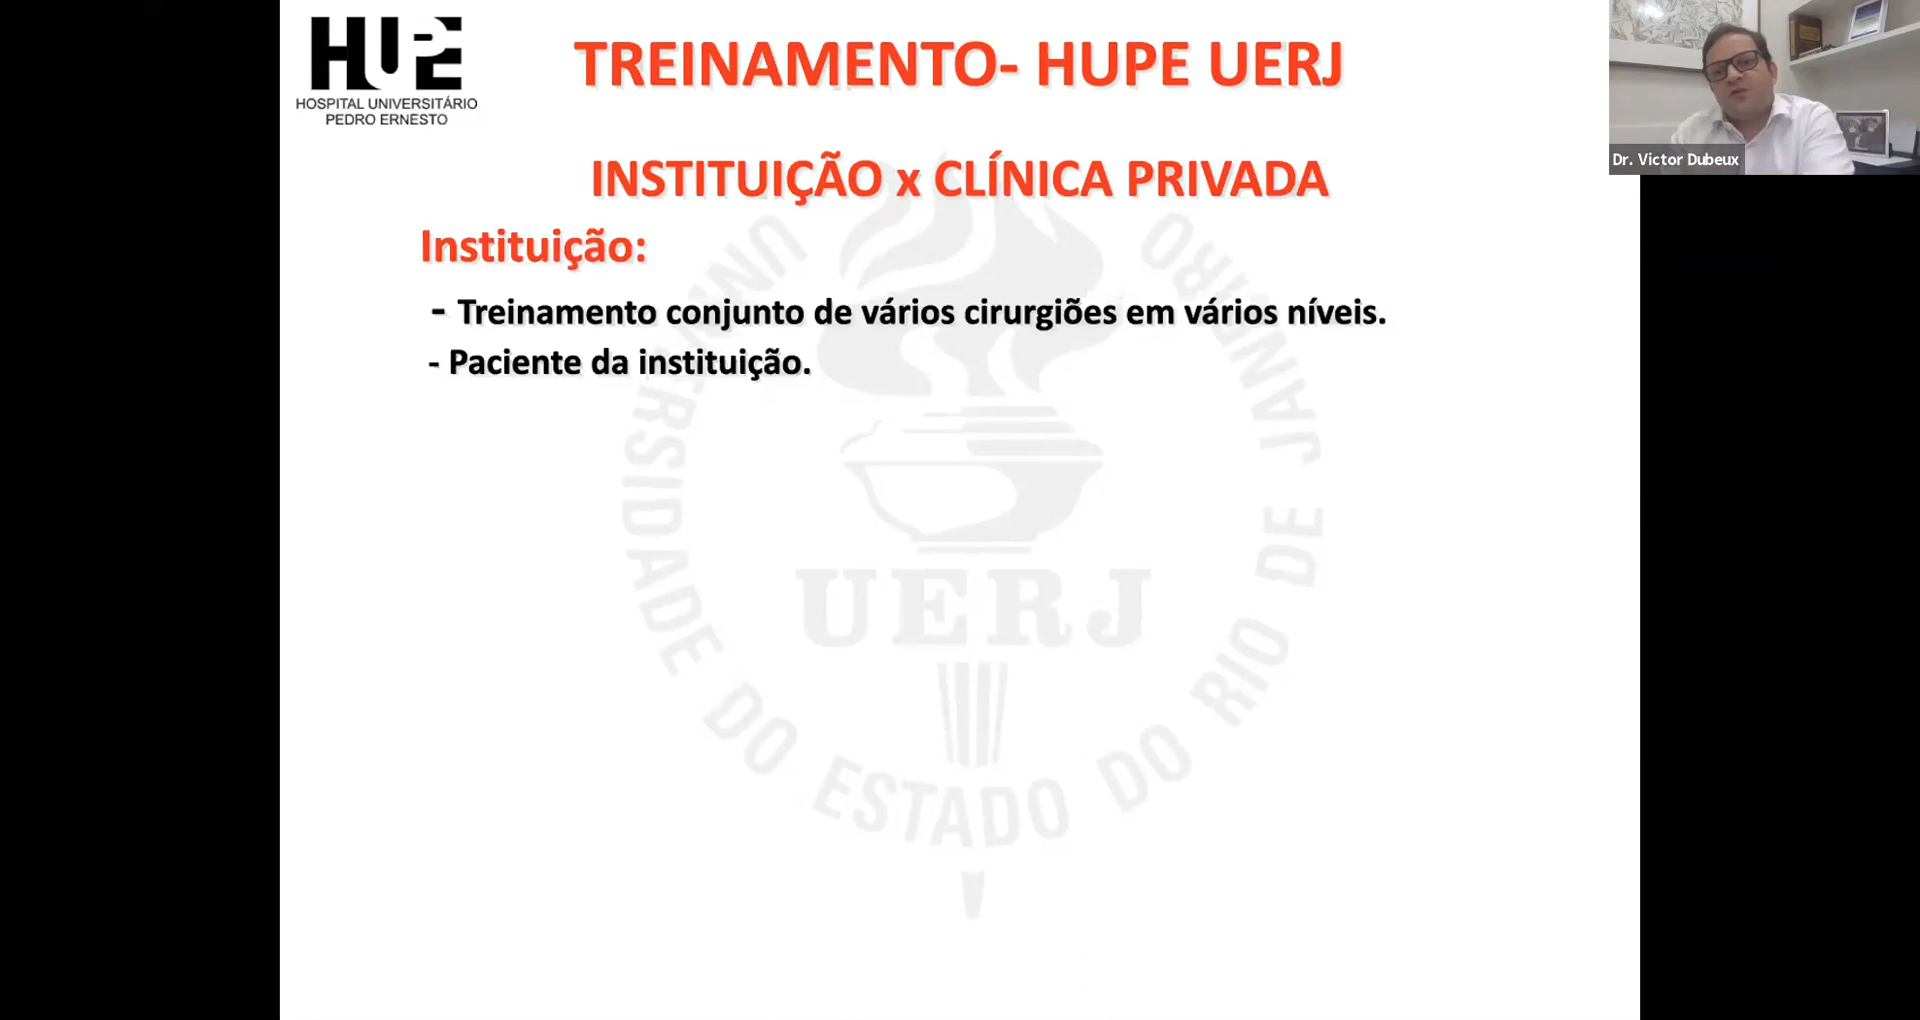 HUPE
HOSPITAL UNIVERSITÁRIO
PEDRO ERNESTO
TREINAMENTO- HUPE UERJ
Dr. Victor Dubeux
INSTITUIÇÃO x CLÍNICA PRIVADA
Instituição:
- Treinamento conjunto de vários cirurgiões em vários níveis.
- Paciente da instituição.
UNIVERSIDADE DO ESTADO DO RIO DE JANEIRO
UERJ